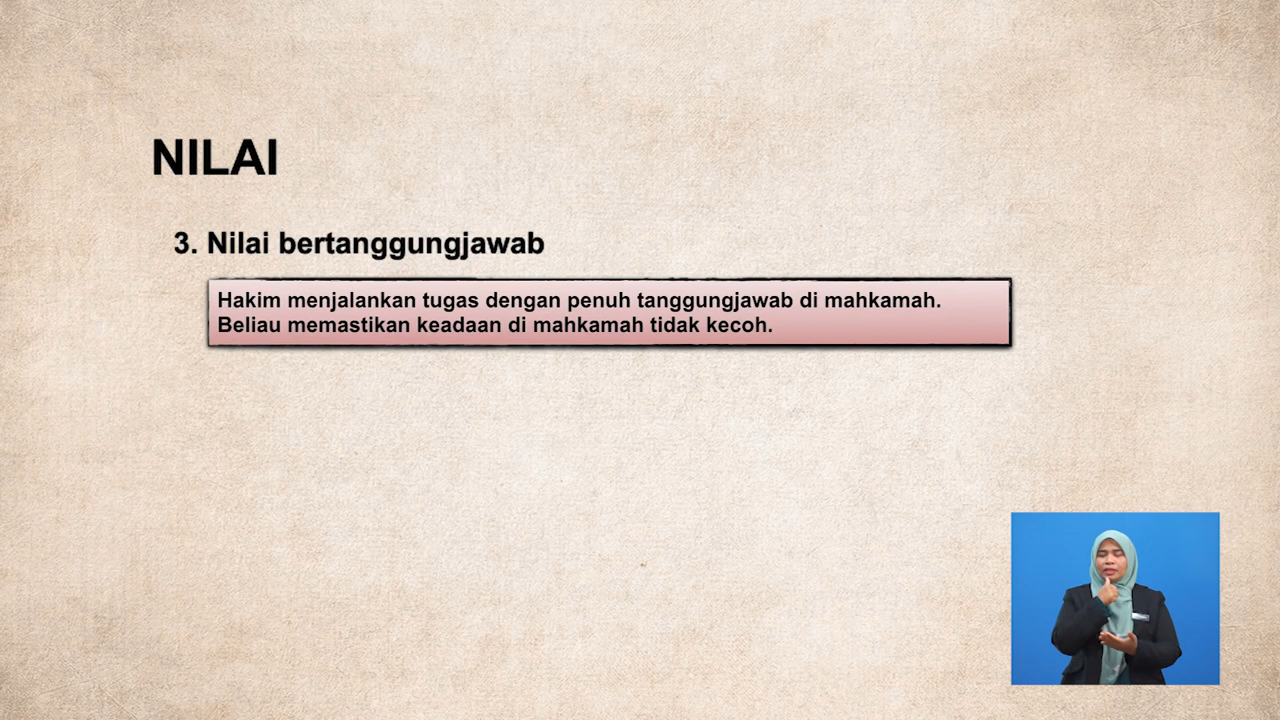 NILAI
3. Nilai bertanggungjawab
Hakim menjalankan tugas dengan penuh tanggungjawab di mahkamah.
Beliau memastikan keadaan di mahkamah tidak kecoh.